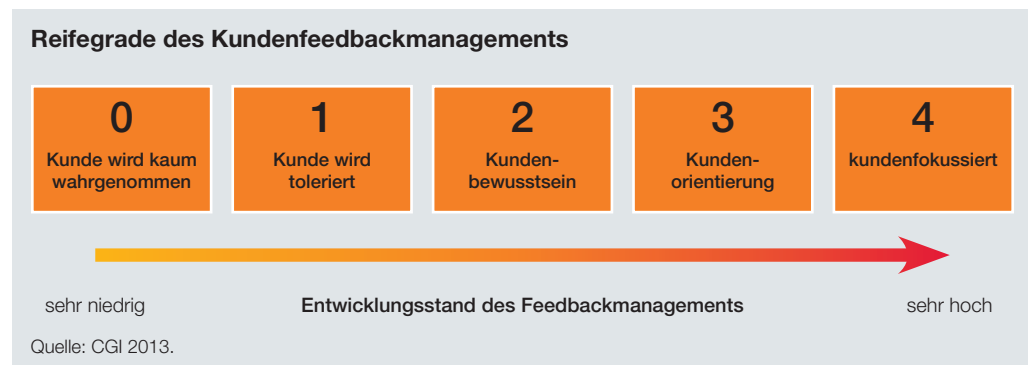 Reifegrade des Kundenfeedbackmanagements
0
Kunde wird kaum
wahrgenommen
1
Kunde wird
toleriert
2
Kunden-
bewusstsein
3
Kunden-
orientierung
4
kundenfokussiert
sehr niedrig
Entwicklungsstand des Feedbackmanagements
sehr hoch
Quelle: CGI 2013.